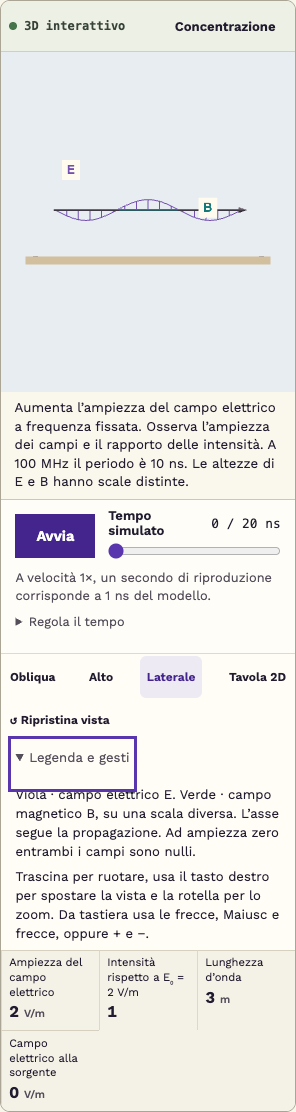 3D interattivo
Concentrazione
E
B
Aumenta l’ampiezza del campo elettrico
a frequenza fissata. Osserva l’ampiezza
dei campi e il rapporto delle intensità. A
100 MHz il periodo è 10 ns. Le altezze di
E e B hanno scale distinte.
Avvia
Tempo
simulato
0 / 20 ns
A velocità 1×, un secondo di riproduzione
corrisponde a 1 ns del modello.
▶ Regola il tempo
Obliqua
Alto
Laterale
Tavola 2D
↺ Ripristina vista
▼ Legenda e gesti
Viola · campo elettrico E. Verde · campo
magnetico B, su una scala diversa. L’asse
segue la propagazione. Ad ampiezza zero
entrambi i campi sono nulli.
Trascina per ruotare, usa il tasto destro
per spostare la vista e la rotella per lo
zoom. Da tastiera usa le frecce, Maiusc e
frecce, oppure + e −.
Ampiezza del
campo
elettrico
2 V/m
Intensità
rispetto a E₀ =
2 V/m
1
Lunghezza
d’onda
3 m
Campo
elettrico alla
sorgente
0 V/m